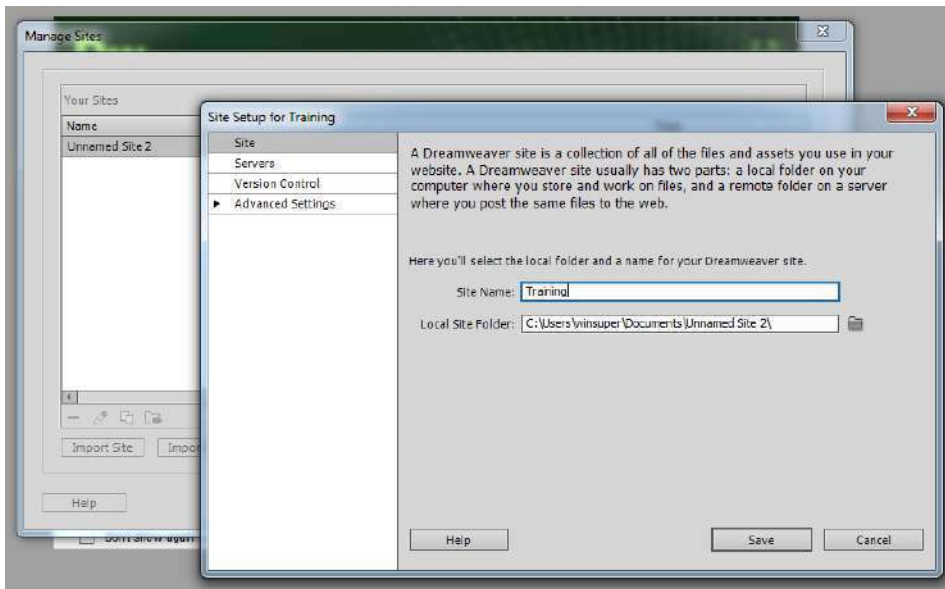 Manage Sites
Your Sites
Name
Unnamed Site 2
Import Site
Help
Site Setup for Training
Site
Servers
Version Control
Advanced Settings
A Dreamweaver site is a collection of all of the files and assets you use in your
website. A Dreamweaver site usually has two parts: a local folder on your
computer where you store and work on files, and a remote folder on a server
where you post the same files to the web.
Here you'll select the local folder and a name for your Dreamweaver site.
Site Name: Training
Local Site Folder: C:\Users\winsuper\Documents\Unnamed Site 2\
Help
Save
Cancel